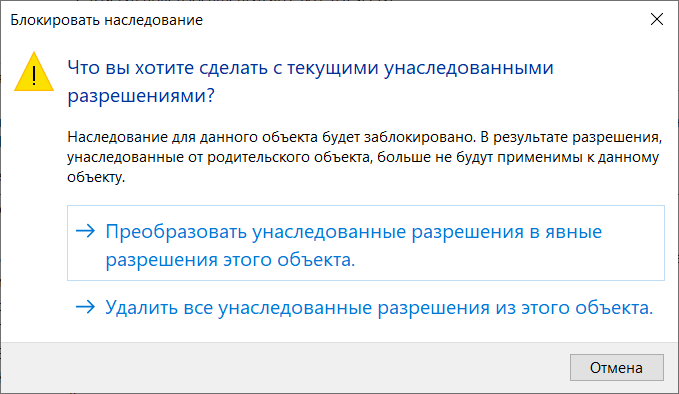 Блокировать наследование
Что вы хотите сделать с текущими унаследованными
разрешениями?
Наследование для данного объекта будет заблокировано. В результате разрешения,
унаследованные от родительского объекта, больше не будут применимы к данному
объекту.
Преобразовать унаследованные разрешения в явные
разрешения этого объекта.
Удалить все унаследованные разрешения из этого объекта.
Отмена